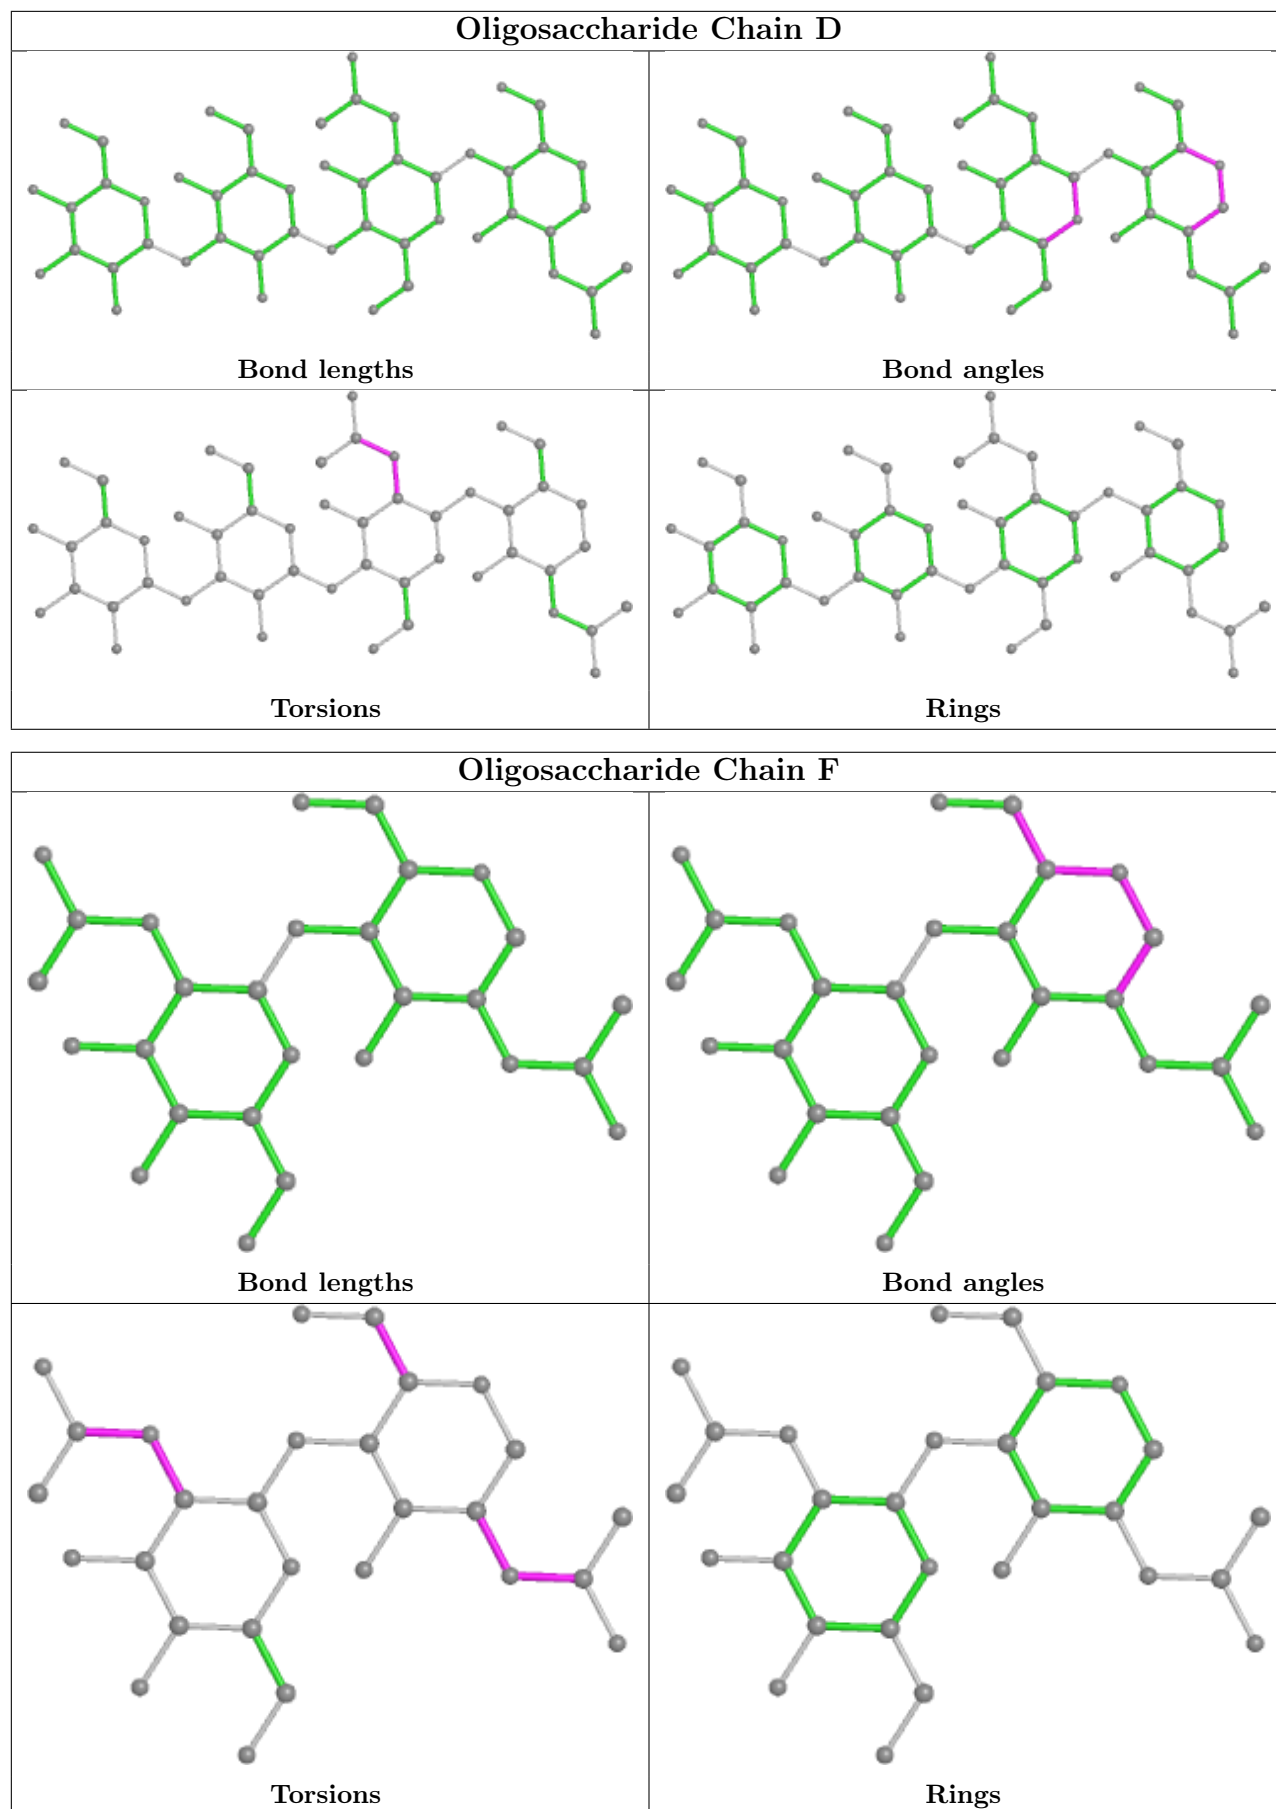 Oligosaccharide Chain D
Bond lengths
Bond angles
Torsions
Rings
Oligosaccharide Chain F
Bond lengths
Bond angles
Torsions
Rings